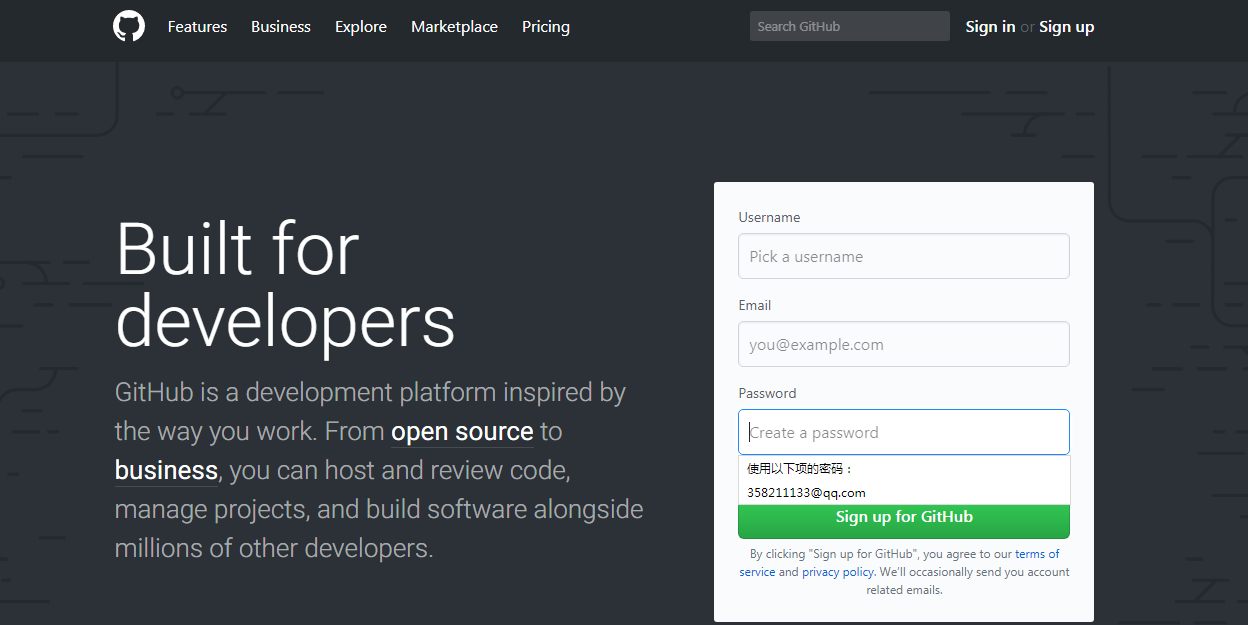 Features Business Explore Marketplace Pricing Search GitHub Sign in or Sign up
Built for
developers
GitHub is a development platform inspired by
the way you work. From open source to
business, you can host and review code,
manage projects, and build software alongside
millions of other developers.
Username
Pick a username
Email
you@example.com
Password
Create a password
使用以下项的密码：
358211133@qq.com
Sign up for GitHub
By clicking "Sign up for GitHub", you agree to our terms of
service and privacy policy. We'll occasionally send you account
related emails.